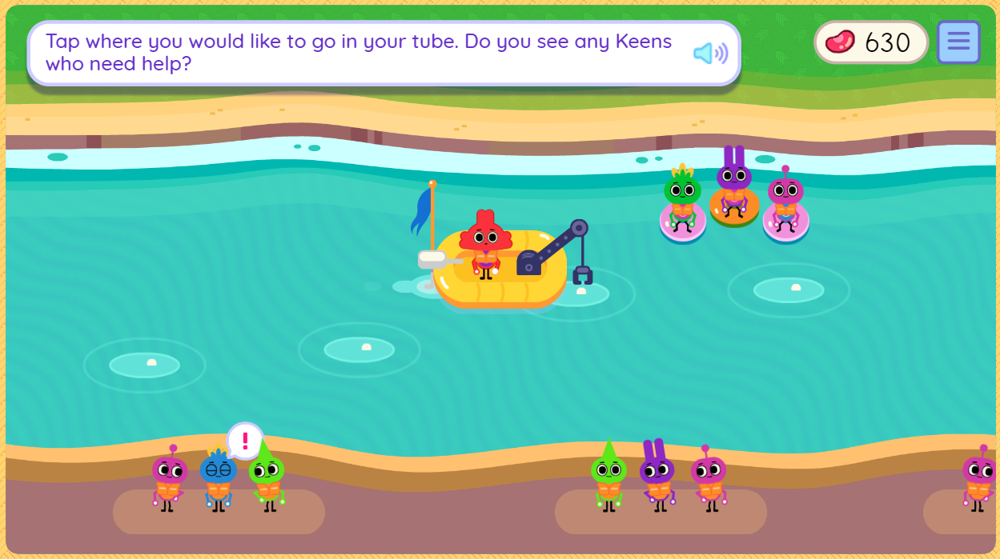 Tap where you would like to go in your tube. Do you see any Keens
who need help?
630
!